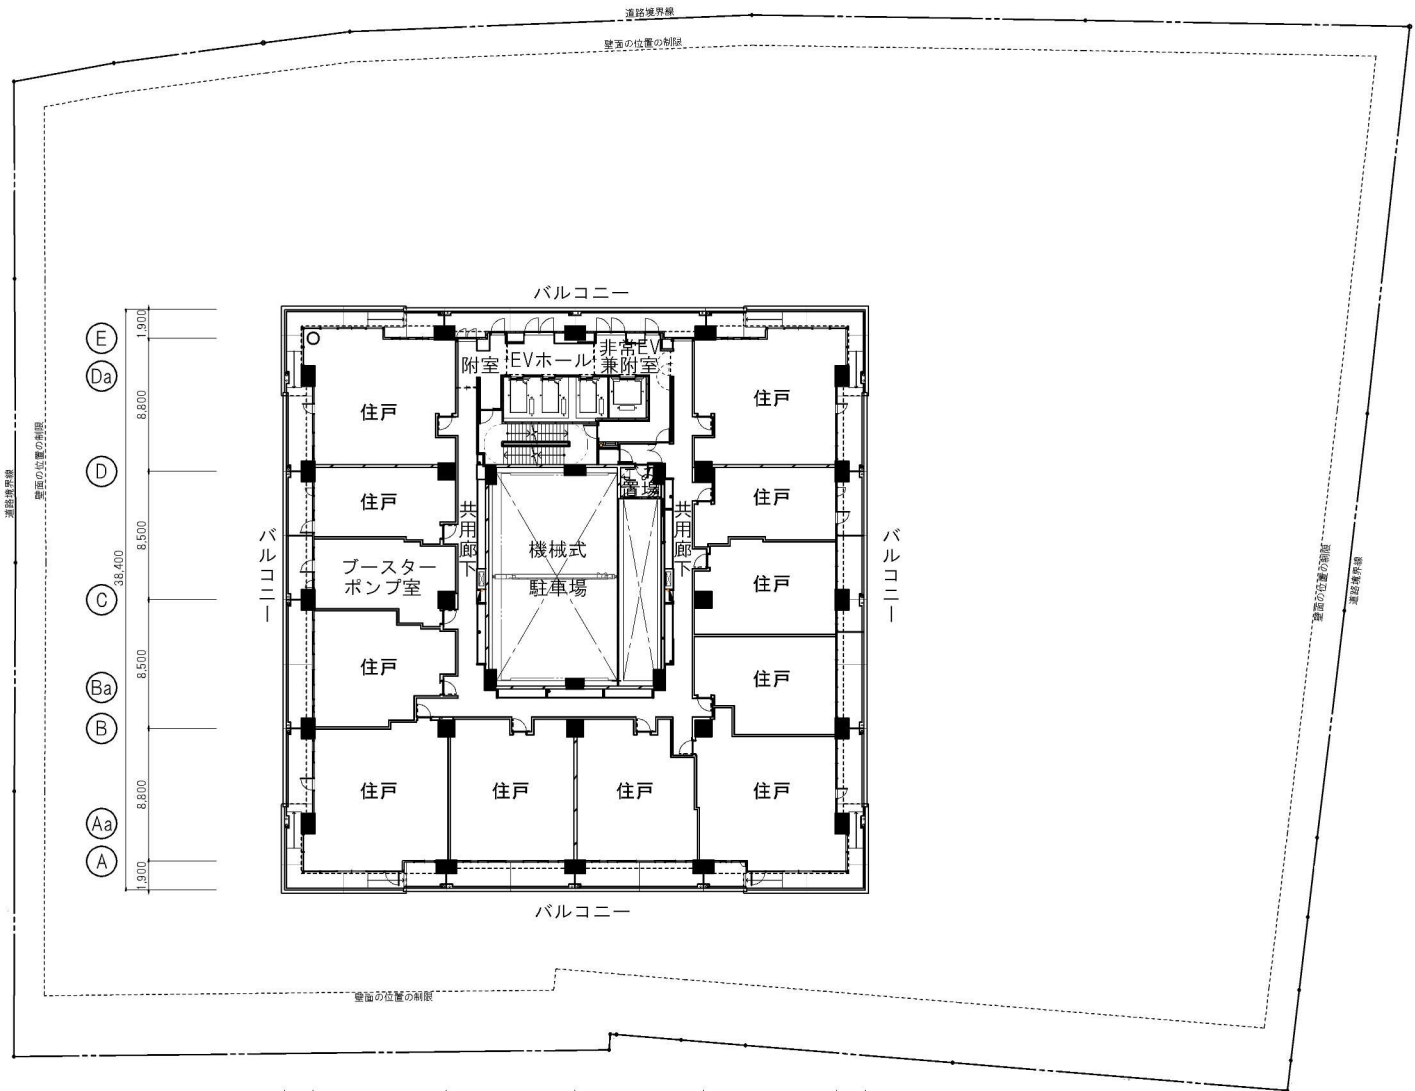 道路境界線
壁面の位置の制限
バルコニー
E
1,900
附室
EVホール
非常EV
兼附室
Da
住戸
住戸
8,800
壁面の位置の制限
道路境界線
D
住戸
住戸
置場
共用廊下
共用廊下
バルコニー
バルコニー
8,500
38,400
機械式
駐車場
ブースター
ポンプ室
住戸
壁面の位置の制限
道路境界線
C
8,500
住戸
住戸
Ba
B
住戸
住戸
住戸
住戸
8,800
Aa
A
1,900
バルコニー
壁面の位置の制限